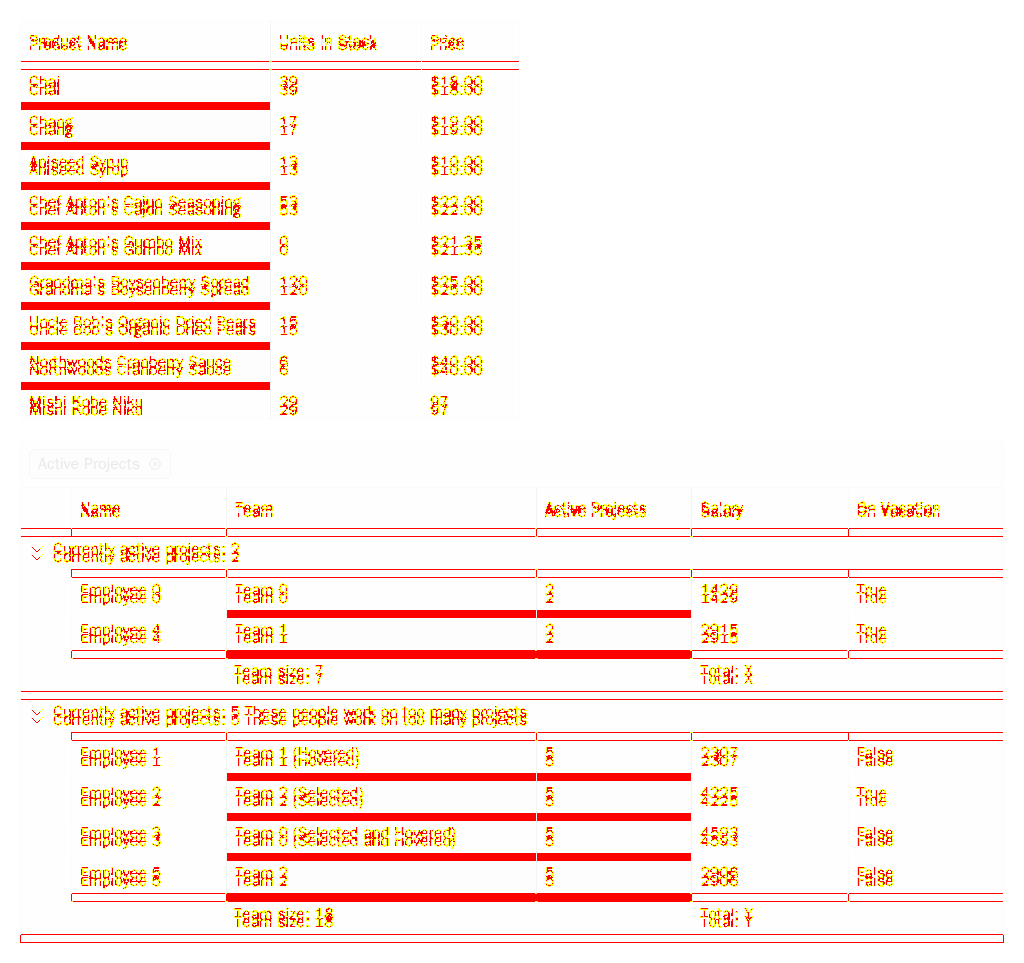 Product Name Units In Stock Price
Chai 39 $18.00
Chang 17 $19.00
Aniseed Syrup 13 $10.00
Chef Anton's Cajun Seasoning 53 $22.00
Chef Anton's Gumbo Mix 0 $21.35
Grandma's Boysenberry Spread 120 $25.00
Uncle Bob's Organic Dried Pears 15 $30.00
Northwoods Cranberry Sauce 6 $40.00
Mishi Kobe Niku 29 97
Active Projects
Name Team Active Projects Salary On Vacation
Currently active projects: 2
Employee 0 Team 0 2 True
Employee 4 Team 1 2 2915 True
Team size: 7 Total: X
Currently active projects: 5 These people work on too many projects
Employee 1 Team 1 (Hovered) 5 2307 False
Employee 2 Team 2 (Selected) 5 4225 True
Employee 3 Team 0 (Selected and Hovered) 5 4593 False
Employee 5 Team 2 5 False
Team size: Total: Y